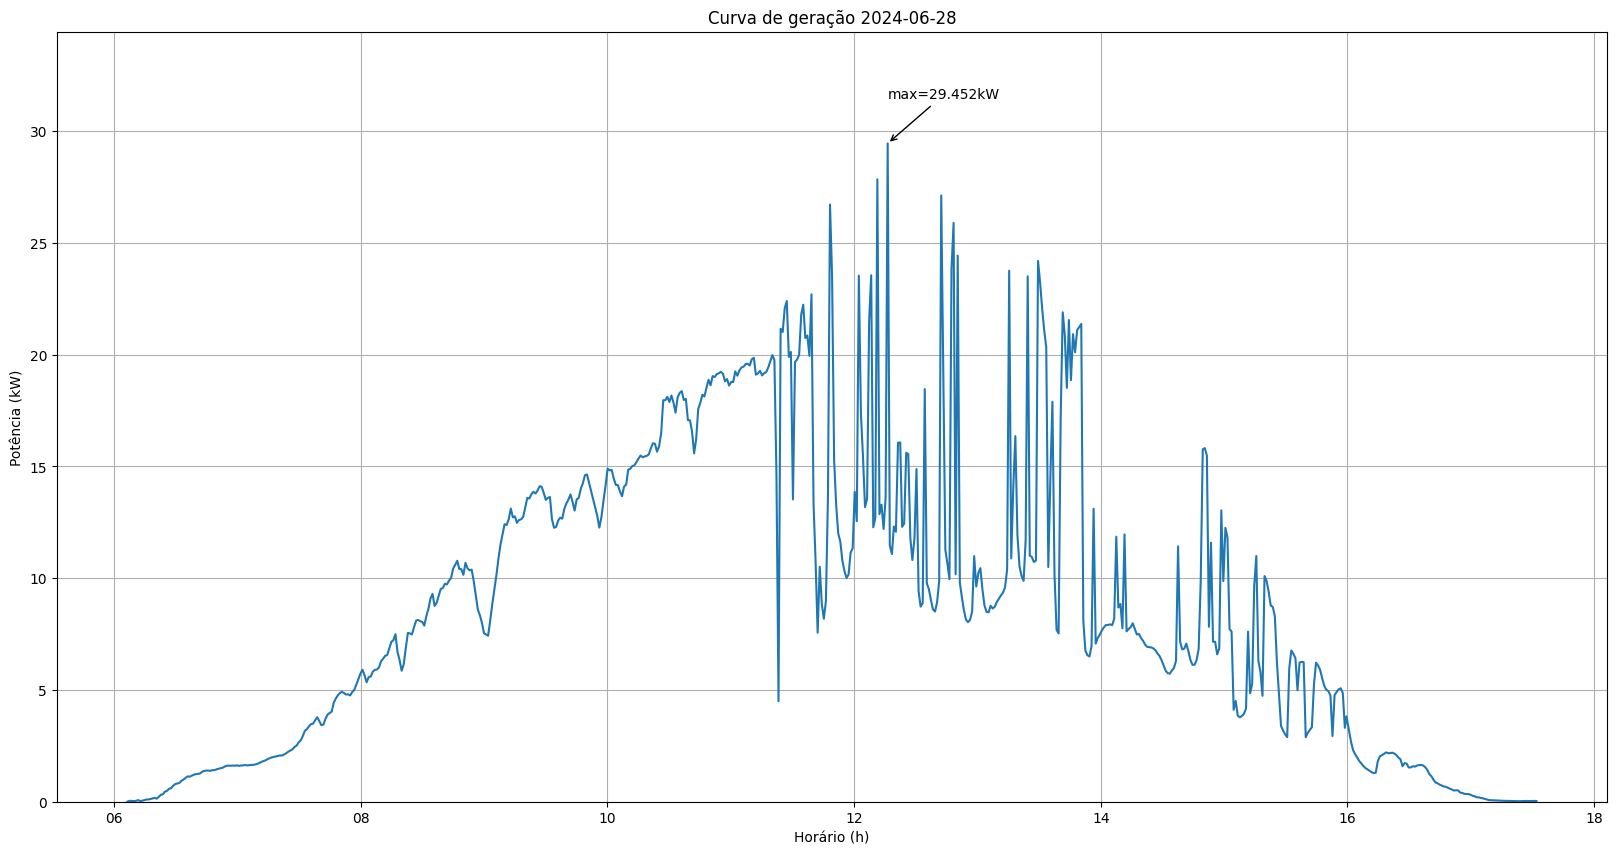 Curva de geração 2024-06-28
max=29.452kW
Potência (kW)
30
25
20
15
10
5
0
06 08 10 12 14 16 18
Horário (h)